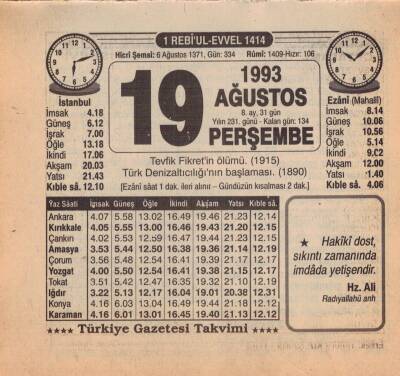 1 REBİ'UL-EVVEL 1414
Hicrî Şemsî: 6 Ağustos 1371, Gün: 334 Rûmî: 1409-Hızır: 106
İstanbul
İmsak 4.18
Güneş 6.12
İşrak 7.00
Öğle 13.18
İkindi 17.06
Akşam 20.03
Yatsı 21.43
Kıble sâ. 12.10
19
1993
8. ay, 31 gün
AĞUSTOS
Yılın 231. günü - Kalan gün: 134
PERŞEMBE
Tevfik Fikret'in ölümü. (1915)
Türk Denizaltıcılığı'nın başlaması. (1890)
[Ezânî sâat 1 dak. ileri alınır – Gündüzün kısalması 2 dak.]
Ezânî (Mahallî)
İmsak 8.14
Güneş 10.06
İşrak 10.56
Öğle 5.14
İkindi 9.02
Akşam 12.00
Yatsı 1.40
Kıble sâ. 4.06
Yaz Sâati İmsak Güneş Öğle İkindi Akşam Yatsı Kıble sâ.
Ankara 4.07 5.58 13.02 16.49 19.46 21.23 12.14
Kırıkkale 4.05 5.55 13.00 16.46 19.43 21.20 12.15
Çankırı 4.02 5.53 12.59 16.47 19.44 21.22 12.15
Amasya 3.53 5.44 12.50 16.38 19.36 21.14 12.19
Çorum 3.56 5.48 12.54 16.41 19.39 21.17 12.17
Yozgat 4.00 5.50 12.54 16.41 19.38 21.15 12.17
Tokat 3.51 5.42 12.47 16.35 19.32 21.10 12.19
Iğdır 3.22 5.13 12.17 16.04 19.01 20.38 12.31
Konya 4.16 6.03 13.04 16.49 19.44 21.18 12.12
Karaman 4.16 6.01 13.01 16.45 19.40 21.13 12.12
★ Hakîkî dost,
sıkıntı zamanında
imdâda yetişendir.
Hz. Ali
Radıyallahü anh
★★★★ Türkiye Gazetesi Takvimi ★★★★